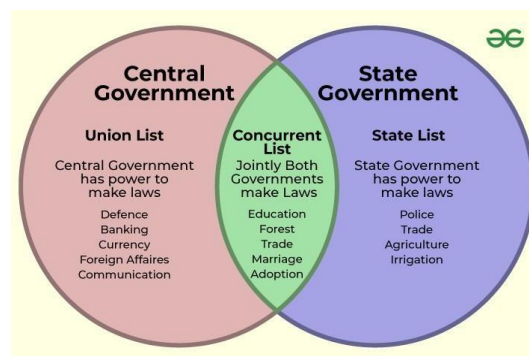 Central
Government
Union List
Central Government
has power to
make laws
Defence
Banking
Currency
Foreign Affaires
Communication
Concurrent
List
Jointly Both
Governments
make Laws
Education
Forest
Trade
Marriage
Adoption
State
Government
State List
State Government
has power to
make laws
Police
Trade
Agriculture
Irrigation